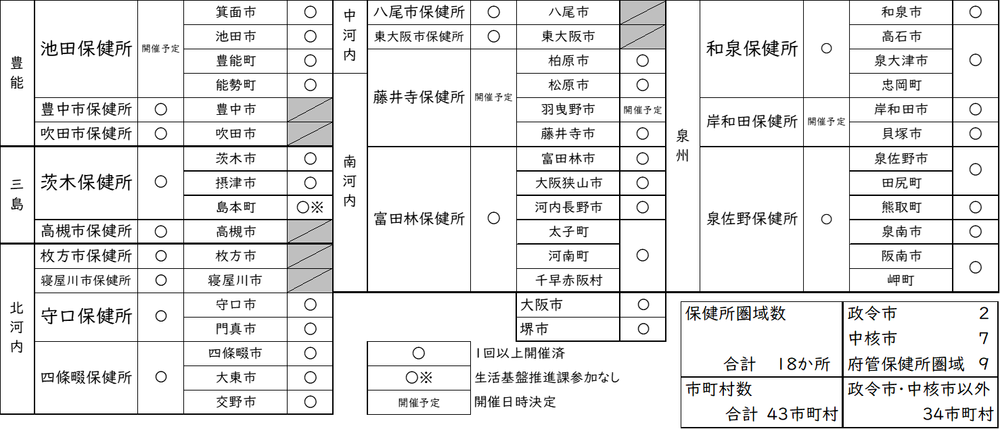 豊能
池田保健所 開催予定 箕面市 ○
池田市 ○
豊能町 ○
能勢町 ○
豊中市保健所 ○ 豊中市
吹田市保健所 ○ 吹田市
三島
茨木保健所 ○ 茨木市 ○
摂津市 ○
島本町 ○※
高槻市保健所 ○ 高槻市
北河内
枚方市保健所 ○ 枚方市
寝屋川市保健所 ○ 寝屋川市
守口保健所 ○ 守口市 ○
門真市 ○
四條畷保健所 ○ 四條畷市 ○
大東市 ○
交野市 ○
中河内
八尾市保健所 ○ 八尾市
東大阪市保健所 ○ 東大阪市
藤井寺保健所 開催予定 柏原市 ○
南河内
松原市 ○
羽曳野市 開催予定
藤井寺市 ○
富田林保健所 ○ 富田林市 ○
大阪狭山市 ○
河内長野市 ○
太子町
河南町 ○
千早赤阪村
大阪市 ○
堺市 ○
泉州
和泉保健所 ○ 和泉市 ○
高石市
泉大津市 ○
忠岡町
岸和田保健所 開催予定 岸和田市 ○
貝塚市 ○
泉佐野保健所 ○ 泉佐野市 ○
田尻町
熊取町 ○
泉南市 ○
阪南市 ○
岬町
○ 1回以上開催済
○※ 生活基盤推進課参加なし
開催予定 開催日時決定
保健所圏域数
合計 18か所
政令市 2
中核市 7
府管保健所圏域 9
市町村数
合計 43市町村
政令市・中核市以外
34市町村